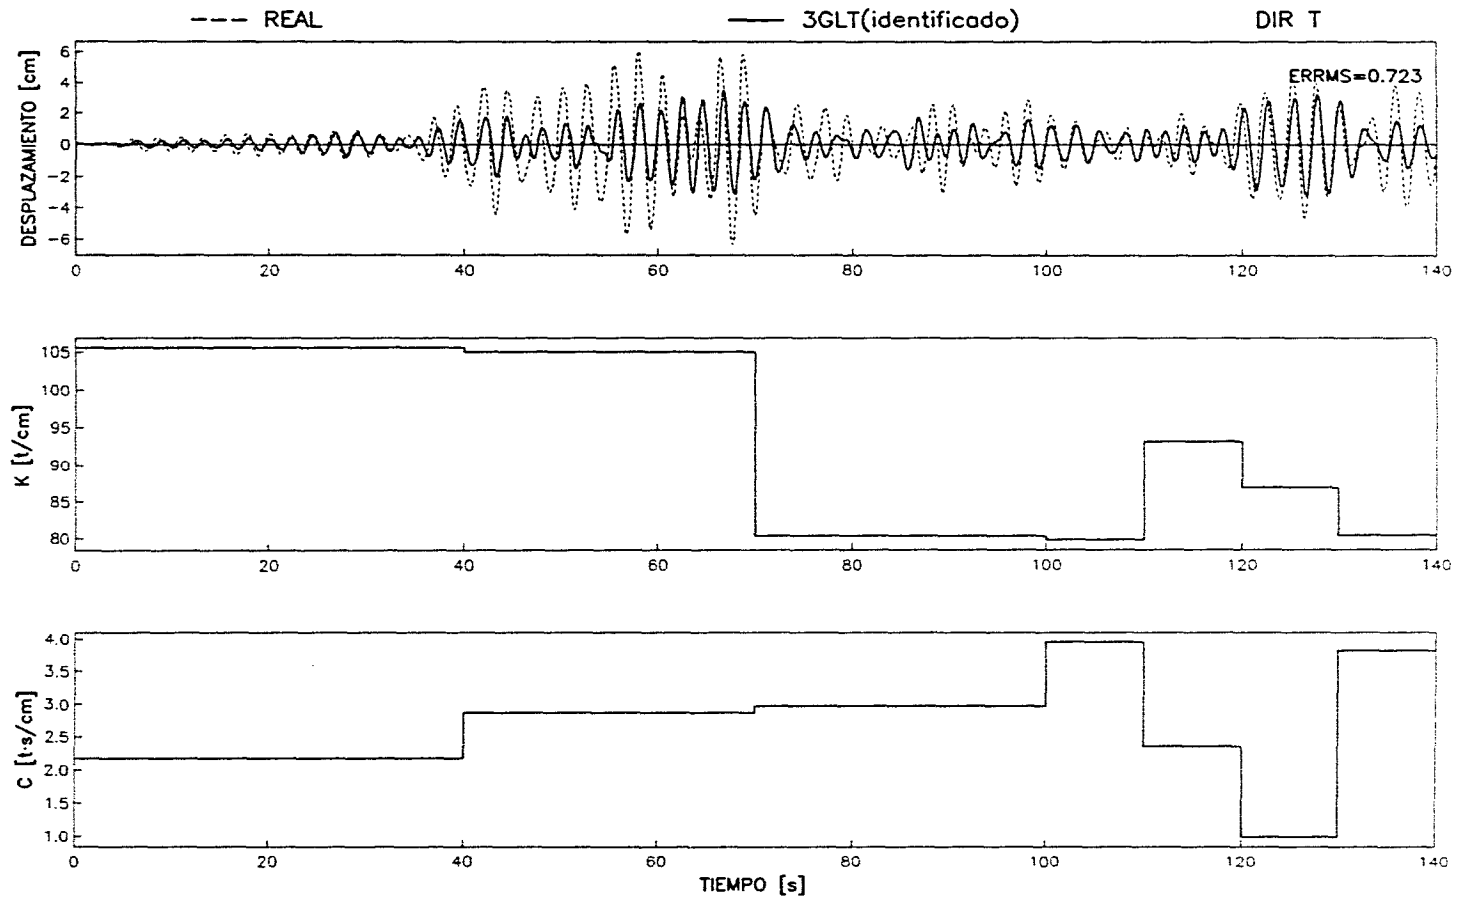 REAL 3GLT(identificado) DIR T
DESPLAZAMIENTO [cm]
6
4
2
0
-2
-4
-6
ERRMS=0.723
0 20 40 60 80 100 120 140
K [t/cm]
105
100
95
90
85
80
0 20 40 60 80 100 120 140
C [t·s/cm]
4.0
3.5
3.0
2.5
2.0
1.5
1.0
0 20 40 60 80 100 120 140
TIEMPO [s]